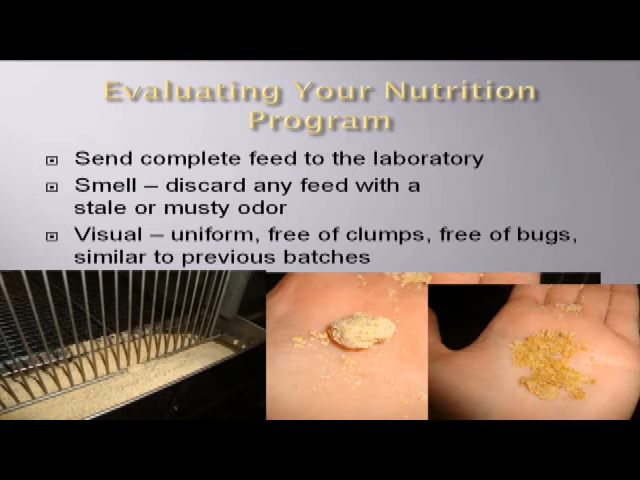 Evaluating Your Nutrition
Program
Send complete feed to the laboratory
Smell – discard any feed with a
stale or musty odor
Visual – uniform, free of clumps, free of bugs,
similar to previous batches